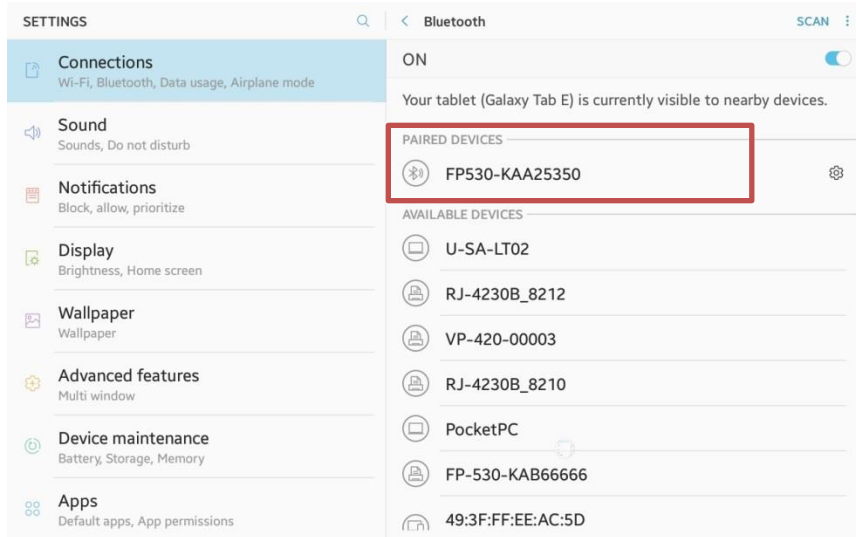 SETTINGS
Connections
Wi-Fi, Bluetooth, Data usage, Airplane mode
Sound
Sounds, Do not disturb
Notifications
Block, allow, prioritize
Display
Brightness, Home screen
Wallpaper
Wallpaper
Advanced features
Multi window
Device maintenance
Battery, Storage, Memory
Apps
Default apps, App permissions
Bluetooth
SCAN
ON
Your tablet (Galaxy Tab E) is currently visible to nearby devices.
PAIRED DEVICES
FP530-KAA25350
AVAILABLE DEVICES
U-SA-LT02
RJ-4230B_8212
VP-420-00003
RJ-4230B_8210
PocketPC
FP-530-KAB66666
49:3F:FF:EE:AC:5D